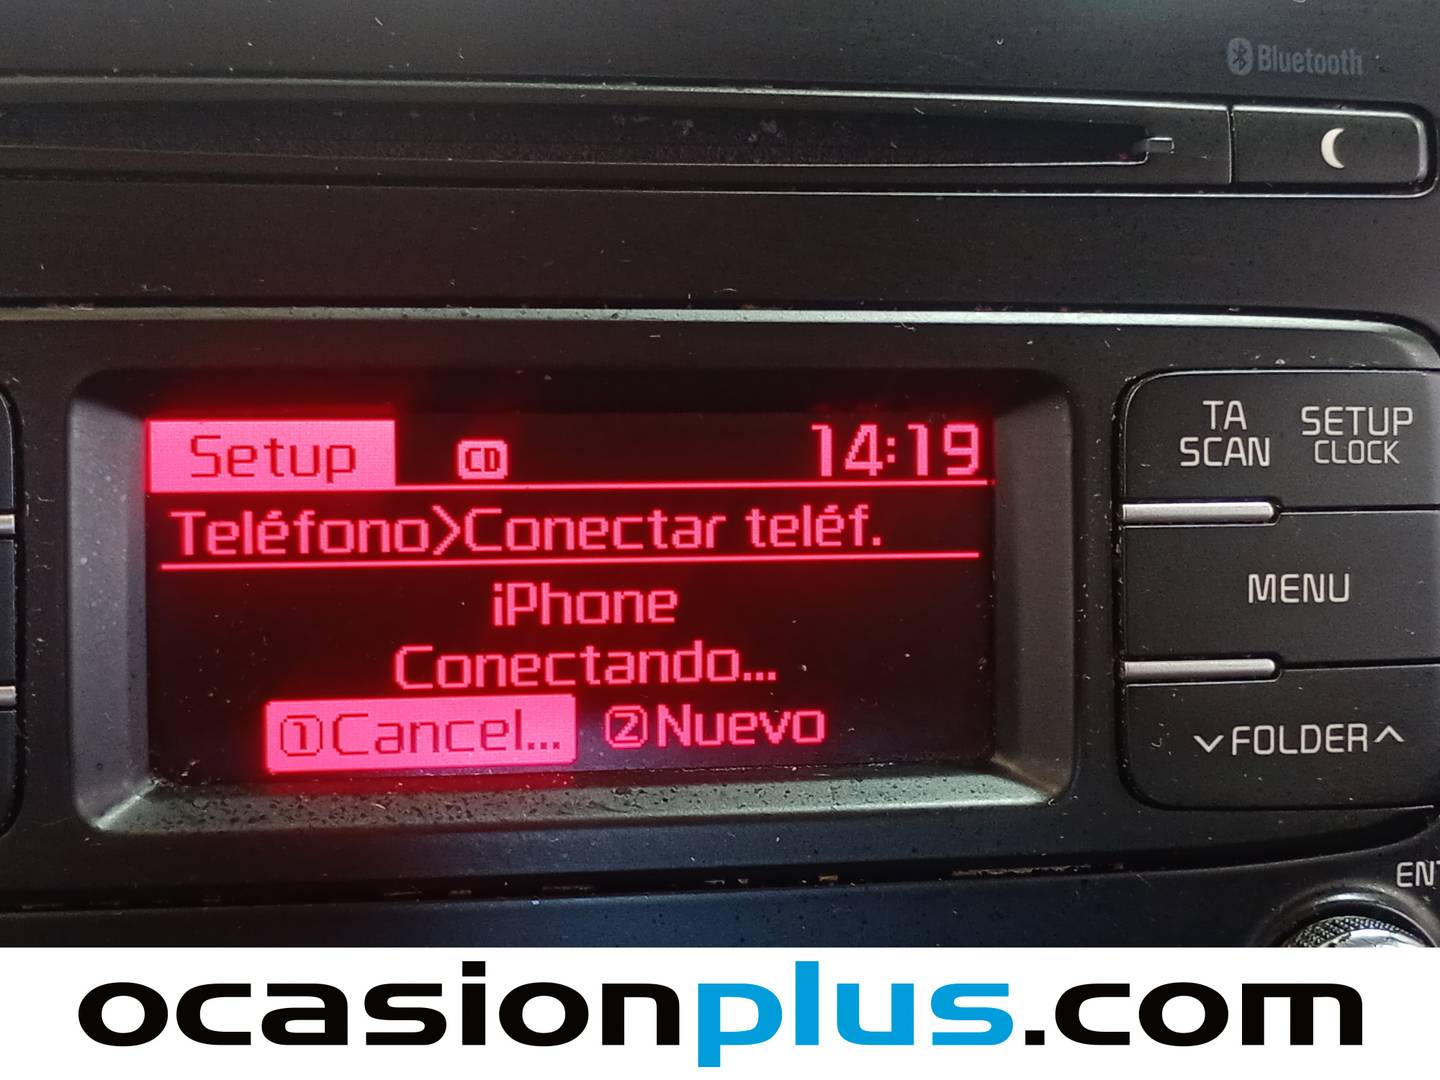 Bluetooth
Setup CD 14:19
Teléfono>Conectar teléf.
iPhone
Conectando...
①Cancel... ②Nuevo
TA
SCAN
SETUP
CLOCK
MENU
FOLDER
ENT
ocasionplus.com